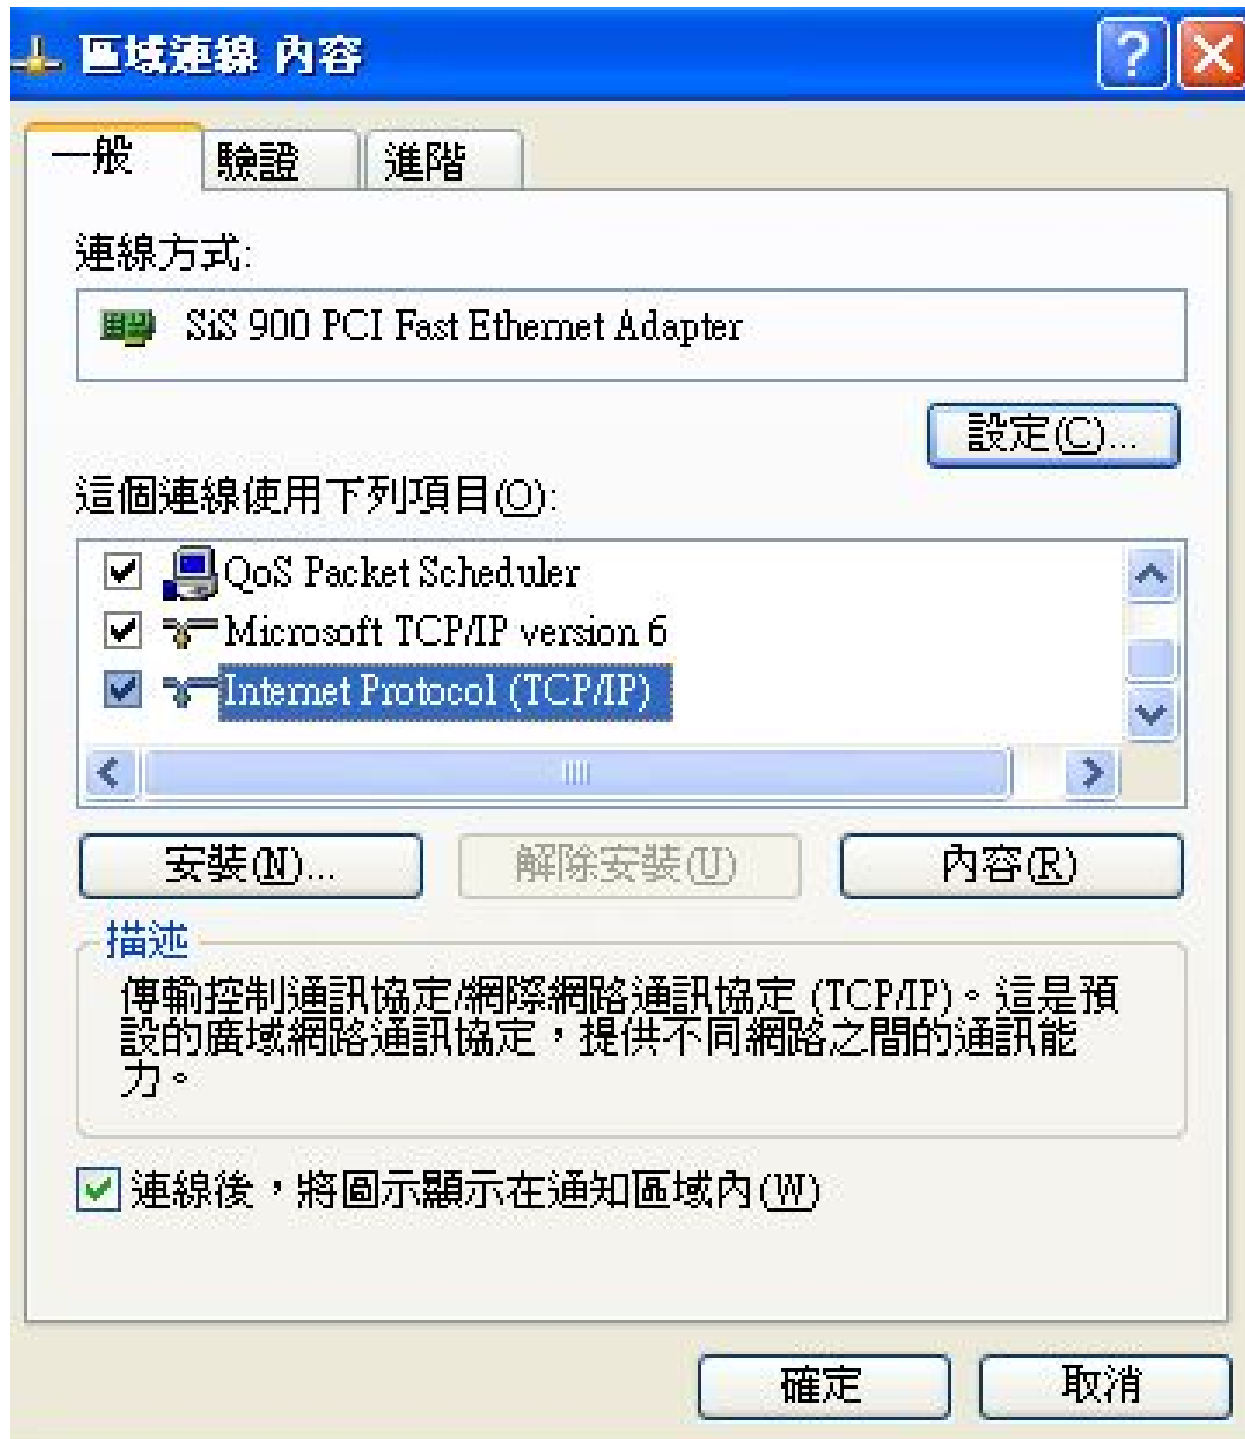 區域連線 內容
一般 驗證 進階
連線方式:
SiS 900 PCI Fast Ethernet Adapter
設定(C)...
這個連線使用下列項目(O):
QoS Packet Scheduler
Microsoft TCP/IP version 6
Internet Protocol (TCP/IP)
安裝(N)... 解除安裝(U) 內容(R)
描述
傳輸控制通訊協定/網際網路通訊協定 (TCP/IP)。這是預
設的廣域網路通訊協定，提供不同網路之間的通訊能
力。
連線後，將圖示顯示在通知區域內(W)
確定 取消